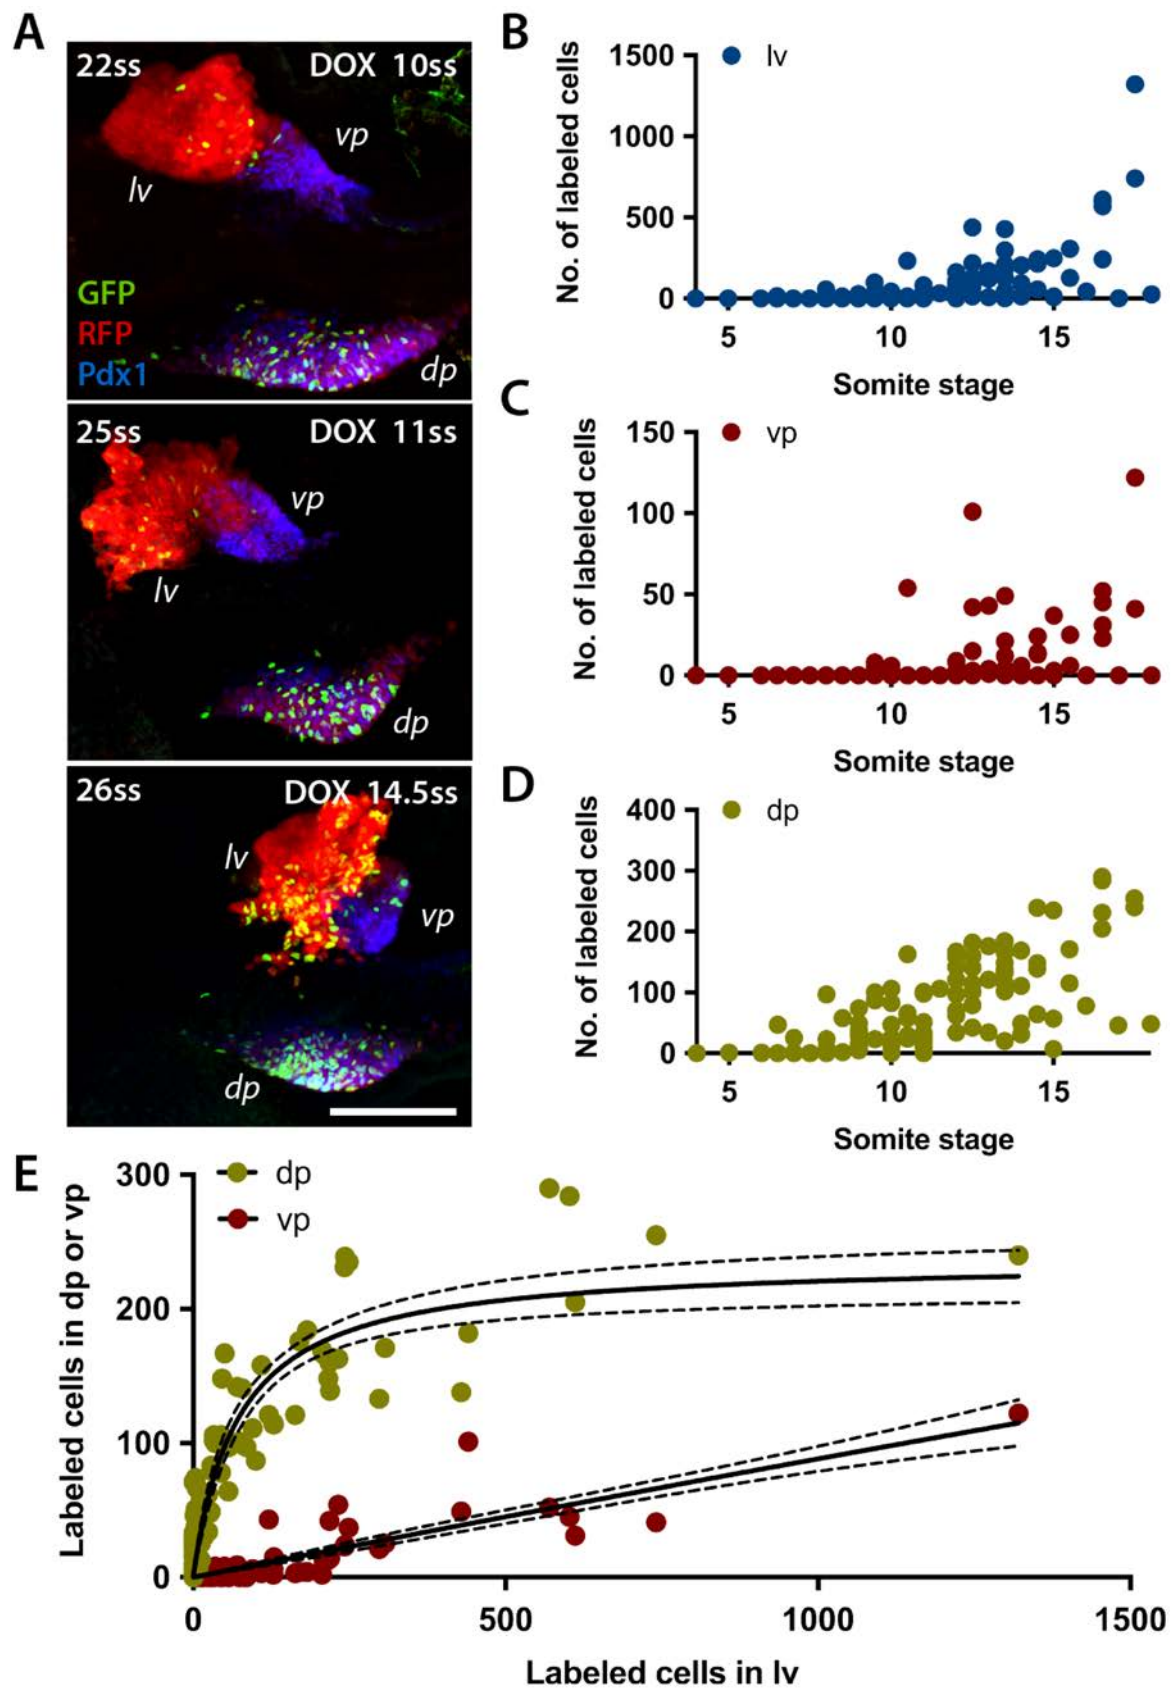 A
22ss DOX 10ss
vp
lv
GFP
RFP
Pdx1
dp
25ss DOX 11ss
vp
lv
dp
26ss DOX 14.5ss
lv
vp
dp
B
lv
No. of labeled cells
1500
1000
500
0
5 10 15
Somite stage
C
vp
No. of labeled cells
150
100
50
0
5 10 15
Somite stage
D
dp
No. of labeled cells
400
300
200
100
0
5 10 15
Somite stage
E
dp
vp
Labeled cells in dp or vp
300
200
100
0
0 500 1000 1500
Labeled cells in lv